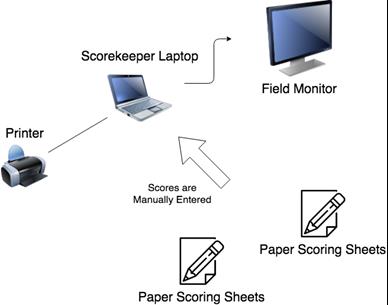 Scorekeeper Laptop
Field Monitor
Printer
Scores are
Manually Entered
Paper Scoring Sheets
Paper Scoring Sheets